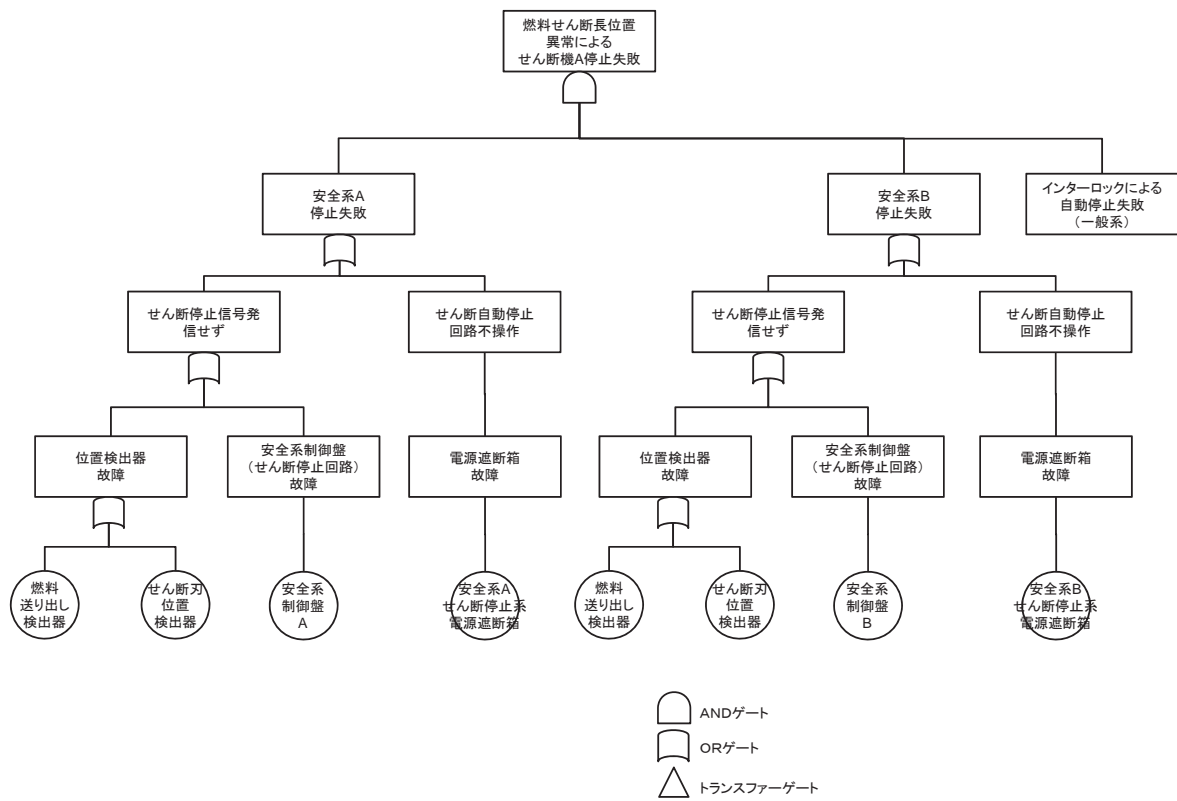 燃料せん断長位置
異常による
せん断機A停止失敗
安全系A
停止失敗
安全系B
停止失敗
インターロックによる
自動停止失敗
（一般系）
せん断停止信号発
信せず
せん断自動停止
回路不操作
せん断停止信号発
信せず
せん断自動停止
回路不操作
位置検出器
故障
安全系制御盤
（せん断停止回路）
故障
電源遮断箱
故障
位置検出器
故障
安全系制御盤
（せん断停止回路）
故障
電源遮断箱
故障
燃料
送り出し
検出器
せん断刃
位置
検出器
安全系
制御盤
A
安全系A
せん断停止系
電源遮断箱
燃料
送り出し
検出器
せん断刃
位置
検出器
安全系
制御盤
B
安全系B
せん断停止系
電源遮断箱
ANDゲート
ORゲート
トランスファーゲート